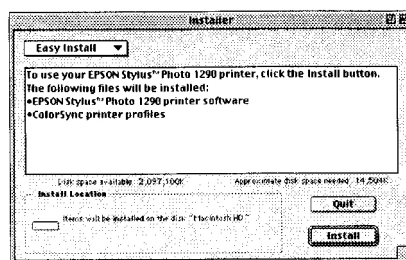 Installer
Easy Install
To use your EPSON Stylus™ Photo 1290 printer, click the Install button.
The following files will be installed:
•EPSON Stylus™ Photo 1290 printer software
•ColorSync printer profiles
Disk space available: 2,097,100K Approximate disk space needed: 14,504K
Install Location
Items will be installed on the disk "Macintosh HD"
Quit
Install